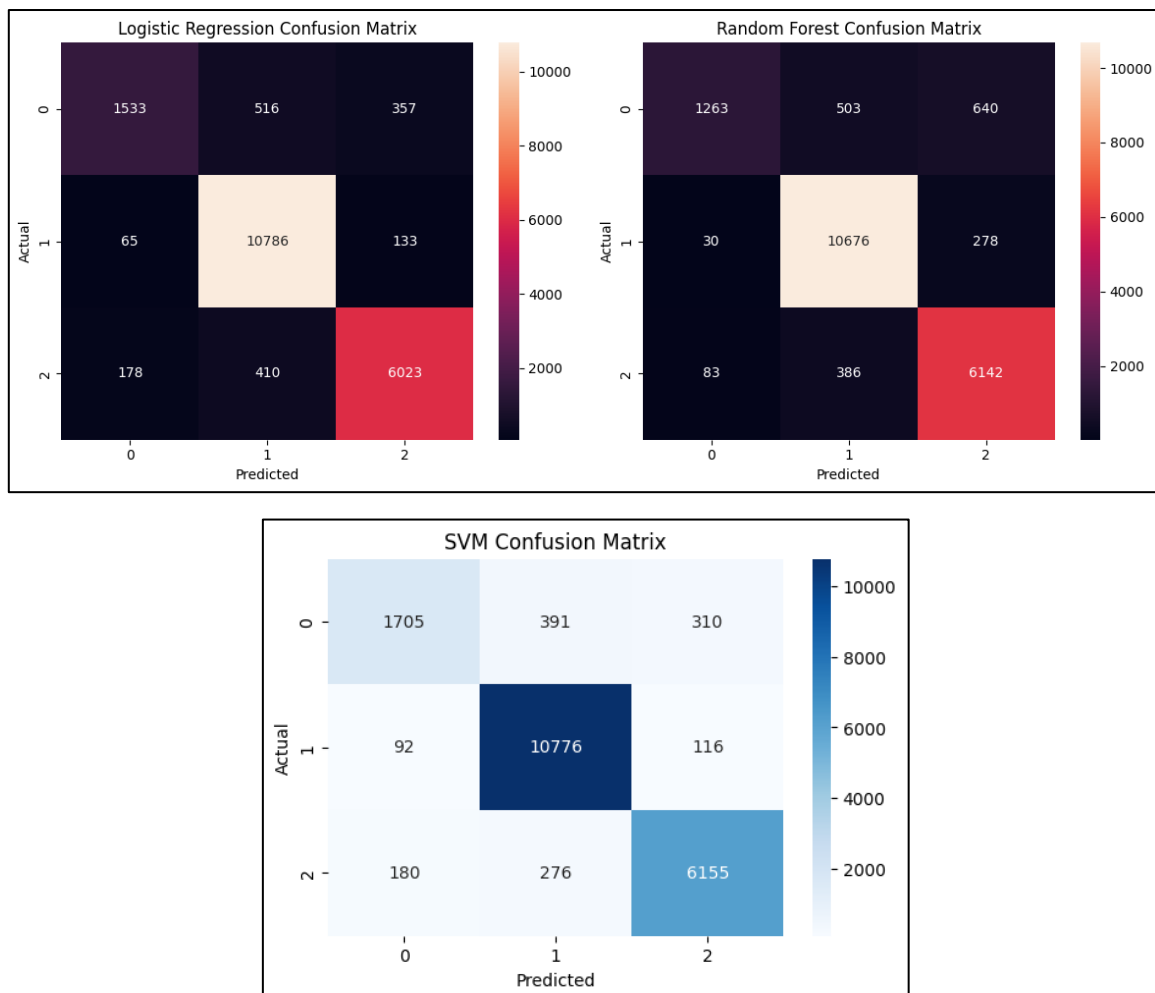 Logistic Regression Confusion Matrix
0 1533 516 357
1 65 10786 133
2 178 410 6023
0 1 2
Actual
Predicted
10000
8000
6000
4000
2000
Random Forest Confusion Matrix
0 1263 503 640
1 30 10676 278
2 83 386 6142
0 1 2
Actual
Predicted
10000
8000
6000
4000
2000
SVM Confusion Matrix
0 1705 391 310
1 92 10776 116
2 180 276 6155
0 1 2
Actual
Predicted
10000
8000
6000
4000
2000